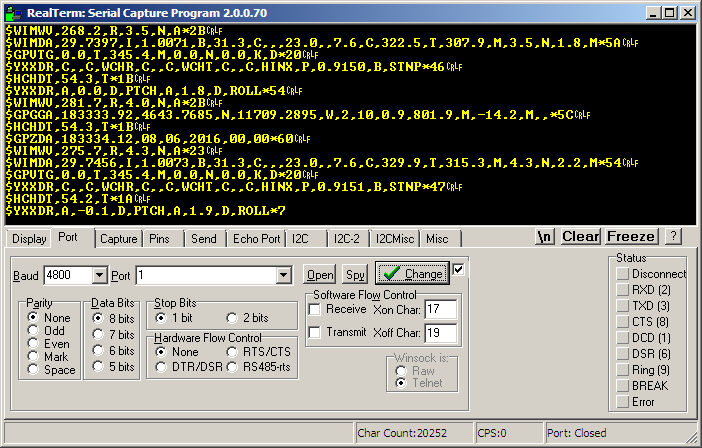 RealTerm: Serial Capture Program 2.0.0.70
$WIMWV,268.2,R,3.5,N,A*2BCRLF
$WIMDA,29.7397,I,1.0071,B,31.3,C,,,23.0,,7.6,C,322.5,T,307.9,M,3.5,N,1.8,M*5ACRLF
$GPVTG,0.0,T,345.4,M,0.0,N,0.0,K,D*20CRLF
$YXXDR,C,,C,WCHR,C,,C,WCHT,C,,C,HINX,P,0.9150,B,STNP*46CRLF
$HCHDT,54.3,T*1BCRLF
$YXXDR,A,0.0,D,PTCH,A,1.8,D,ROLL*54CRLF
$WIMWV,281.7,R,4.0,N,A*2BCRLF
$GPGGA,183333.92,4643.7685,N,11709.2895,W,2,10,0.9,801.9,M,-14.2,M,,*5CCRLF
$HCHDT,54.3,T*1BCRLF
$GPZDA,183334.12,08,06,2016,00,00*60CRLF
$WIMWV,275.7,R,4.3,N,A*23CRLF
$WIMDA,29.7456,I,1.0073,B,31.3,C,,,23.0,,7.6,C,329.9,T,315.3,M,4.3,N,2.2,M*54CRLF
$GPVTG,0.0,T,345.4,M,0.0,N,0.0,K,D*20CRLF
$YXXDR,C,,C,WCHR,C,,C,WCHT,C,,C,HINX,P,0.9151,B,STNP*47CRLF
$HCHDT,54.2,T*1ACRLF
$YXXDR,A,-0.1,D,PTCH,A,1.9,D,ROLL*7
Display Port Capture Pins Send Echo Port I2C I2C-2 I2CMisc Misc \n Clear Freeze ?
Baud 4800 Port 1 Open Spy Change
Parity
None
Odd
Even
Mark
Space
Data Bits
8 bits
7 bits
6 bits
5 bits
Stop Bits
1 bit 2 bits
Hardware Flow Control
None RTS/CTS
DTR/DSR RS485-rts
Software Flow Control
Receive Xon Char: 17
Transmit Xoff Char: 19
Winsock is:
Raw
Telnet
Status
Disconnect
RXD (2)
TXD (3)
CTS (8)
DCD (1)
DSR (6)
Ring (9)
BREAK
Error
Char Count:20252 CPS:0 Port: Closed